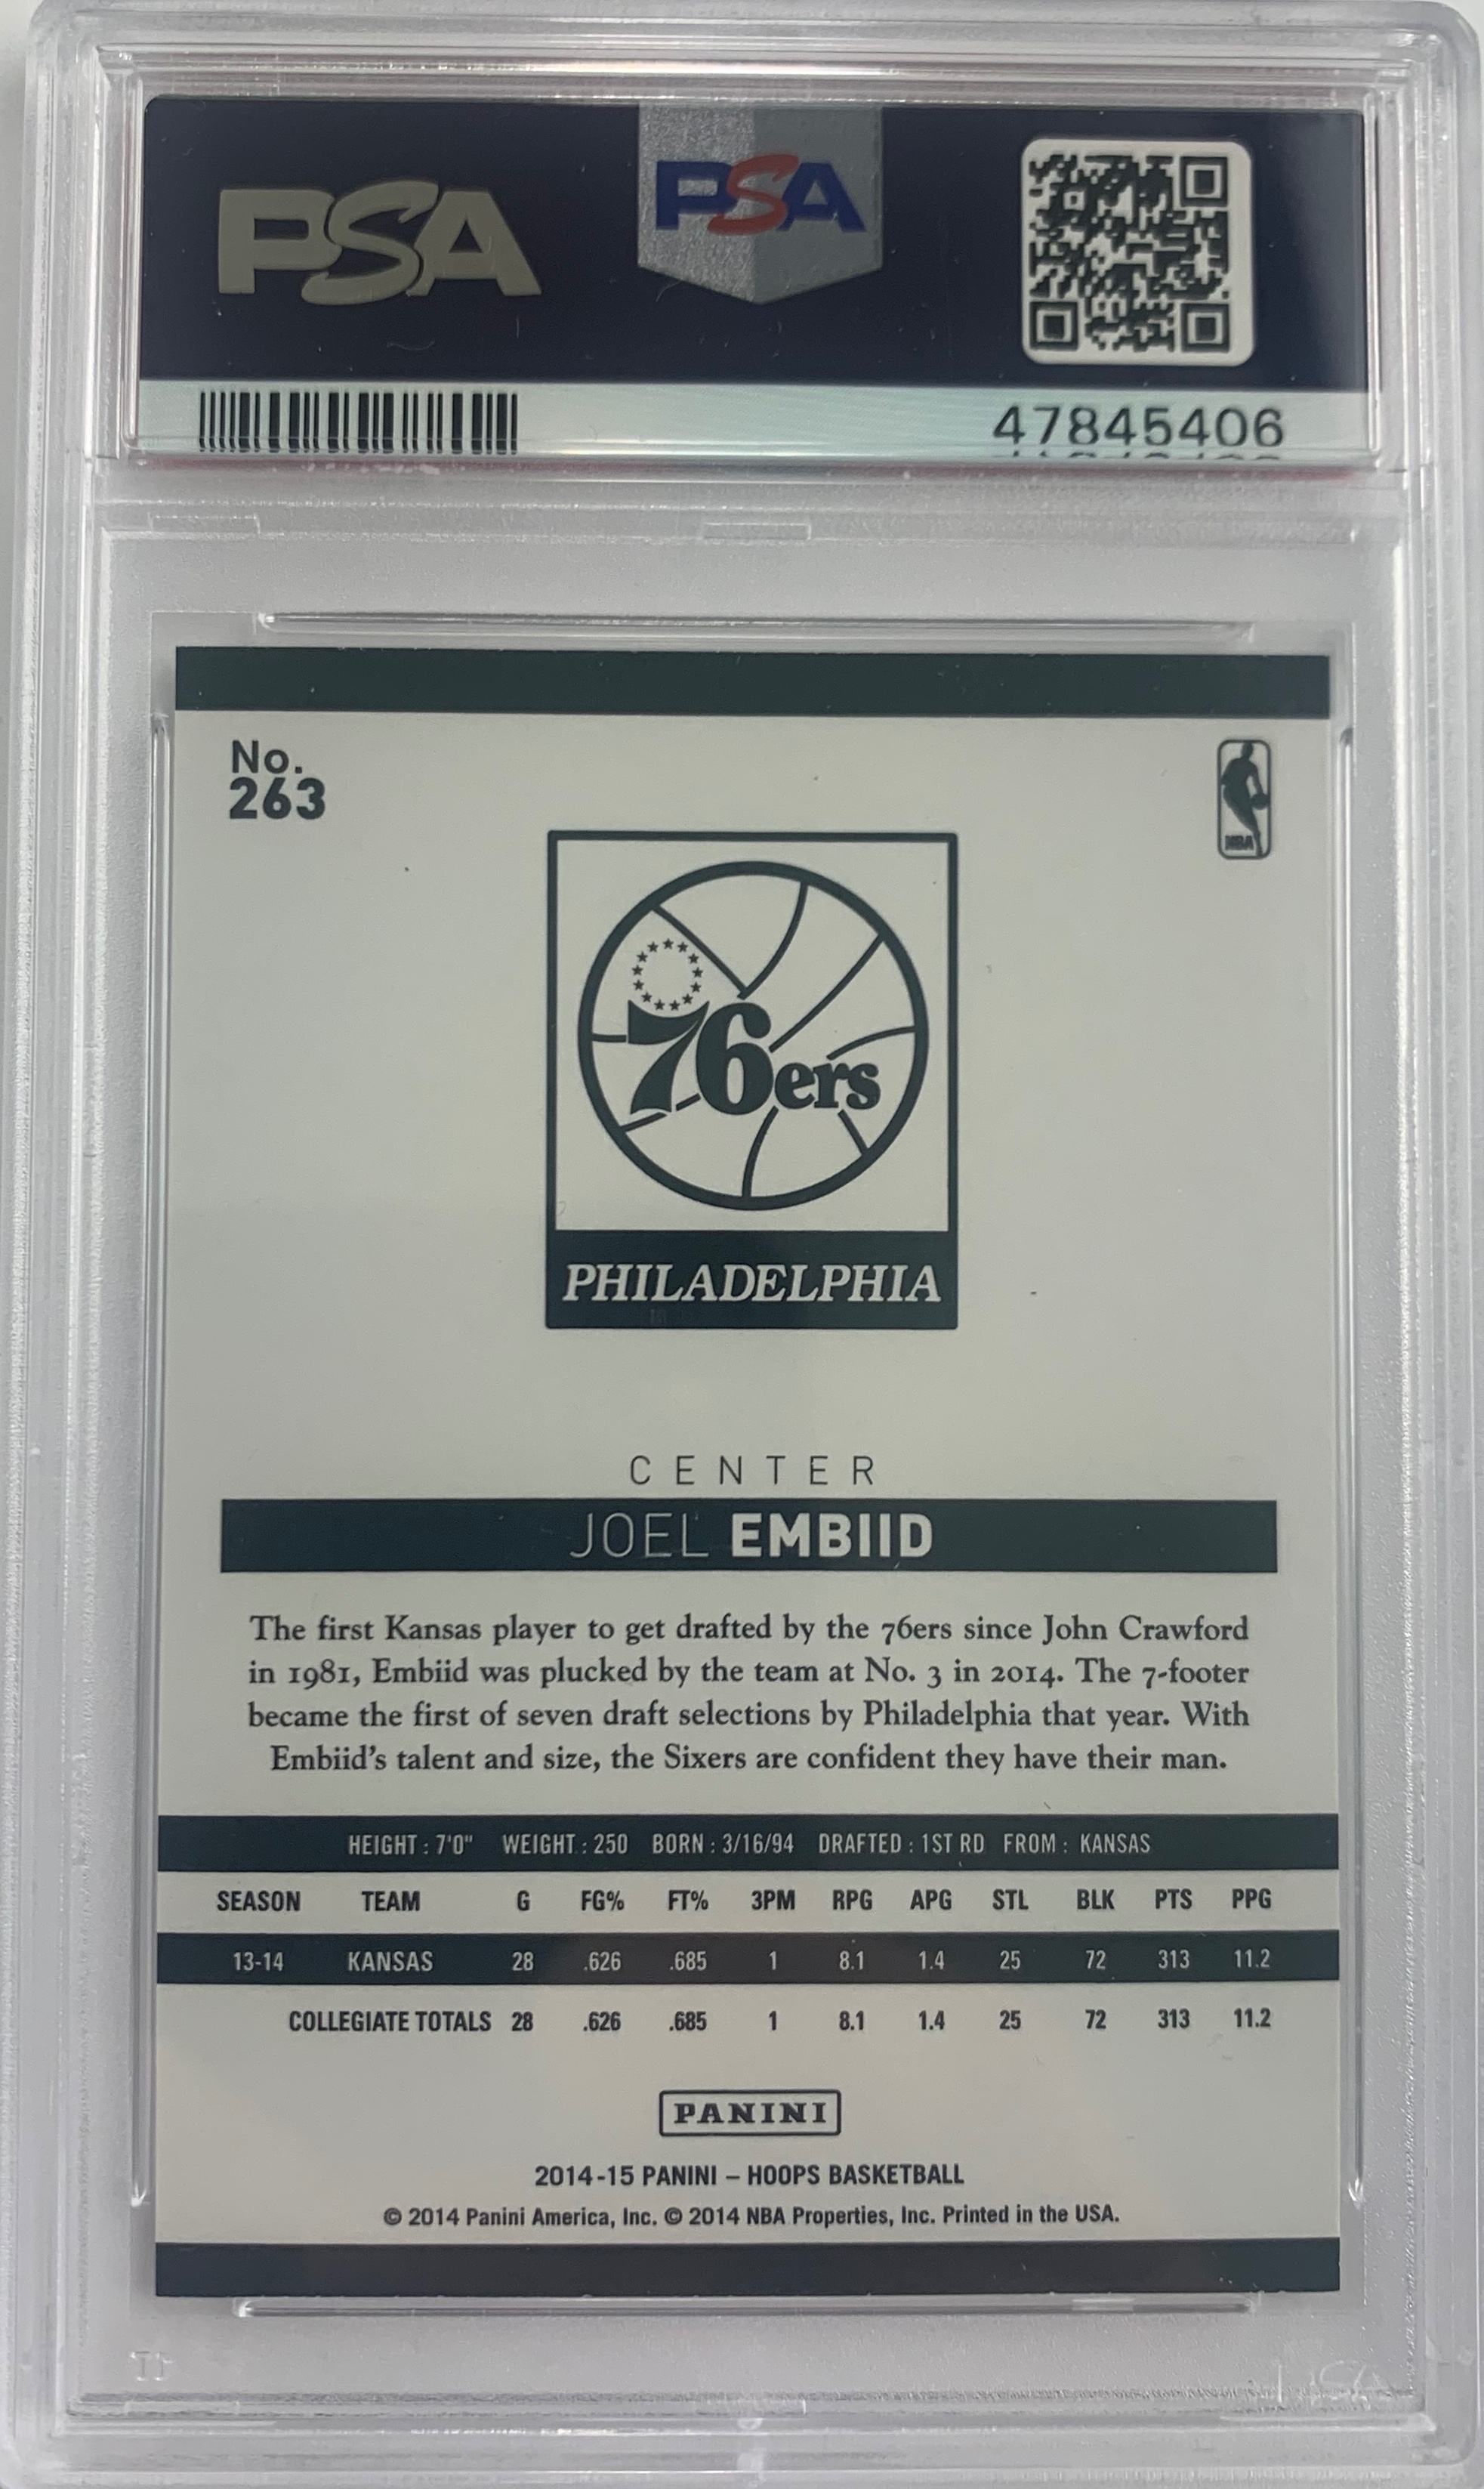 PSA
PSA
47845406
No.
263
NBA
76ers
PHILADELPHIA
CENTER
JOEL EMBIID
The first Kansas player to get drafted by the 76ers since John Crawford
in 1981, Embiid was plucked by the team at No. 3 in 2014. The 7-footer
became the first of seven draft selections by Philadelphia that year. With
Embiid's talent and size, the Sixers are confident they have their man.
HEIGHT : 7'0" WEIGHT : 250 BORN : 3/16/94 DRAFTED : 1ST RD FROM : KANSAS
SEASON TEAM G FG% FT% 3PM RPG APG STL BLK PTS PPG
13-14 KANSAS 28 .626 .685 1 8.1 1.4 25 72 313 11.2
COLLEGIATE TOTALS 28 .626 .685 1 8.1 1.4 25 72 313 11.2
PANINI
2014-15 PANINI – HOOPS BASKETBALL
© 2014 Panini America, Inc. © 2014 NBA Properties, Inc. Printed in the USA.